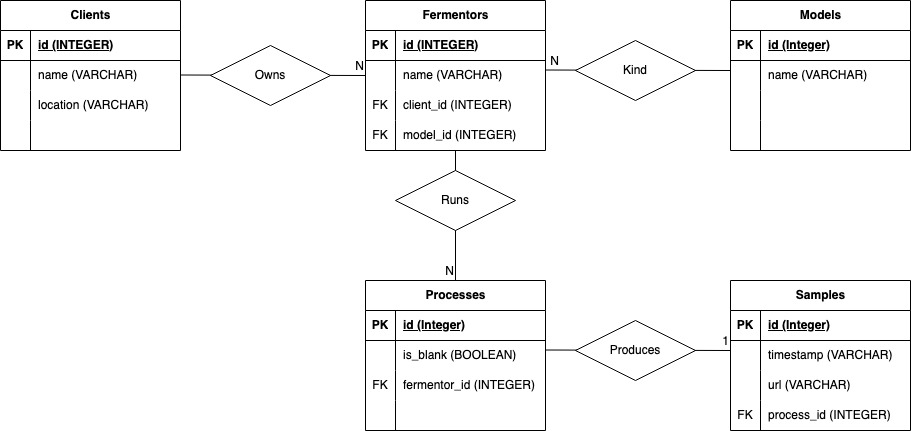 Clients
PK id (INTEGER)
name (VARCHAR)
location (VARCHAR)
Owns
N
Fermentors
PK id (INTEGER)
name (VARCHAR)
FK client_id (INTEGER)
FK model_id (INTEGER)
N
Kind
Models
PK id (Integer)
name (VARCHAR)
Runs
N
Processes
PK id (Integer)
is_blank (BOOLEAN)
FK fermentor_id (INTEGER)
Produces
1
Samples
PK id (Integer)
timestamp (VARCHAR)
url (VARCHAR)
FK process_id (INTEGER)